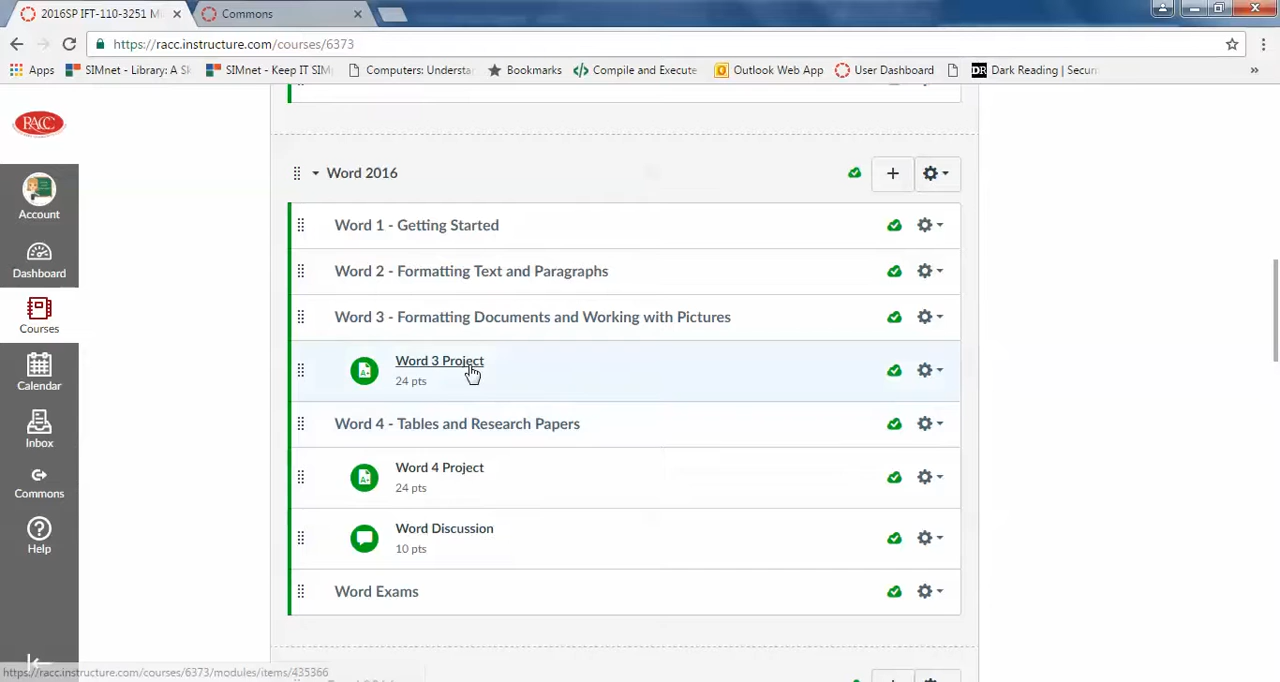 2016SP IFT-110-3251 M
Commons
https://racc.instructure.com/courses/6373
Apps
SIMnet - Library: A Sk
SIMnet - Keep IT SIM
Computers: Understa
Bookmarks
Compile and Execute
Outlook Web App
User Dashboard
DR
Dark Reading | Secur
»
RACC
Account
Dashboard
Courses
Calendar
Inbox
Commons
Help
Word 2016
Word 1 - Getting Started
Word 2 - Formatting Text and Paragraphs
Word 3 - Formatting Documents and Working with Pictures
Word 3 Project
24 pts
Word 4 - Tables and Research Papers
Word 4 Project
24 pts
Word Discussion
10 pts
Word Exams
https://racc.instructure.com/courses/6373/modules/items/435366